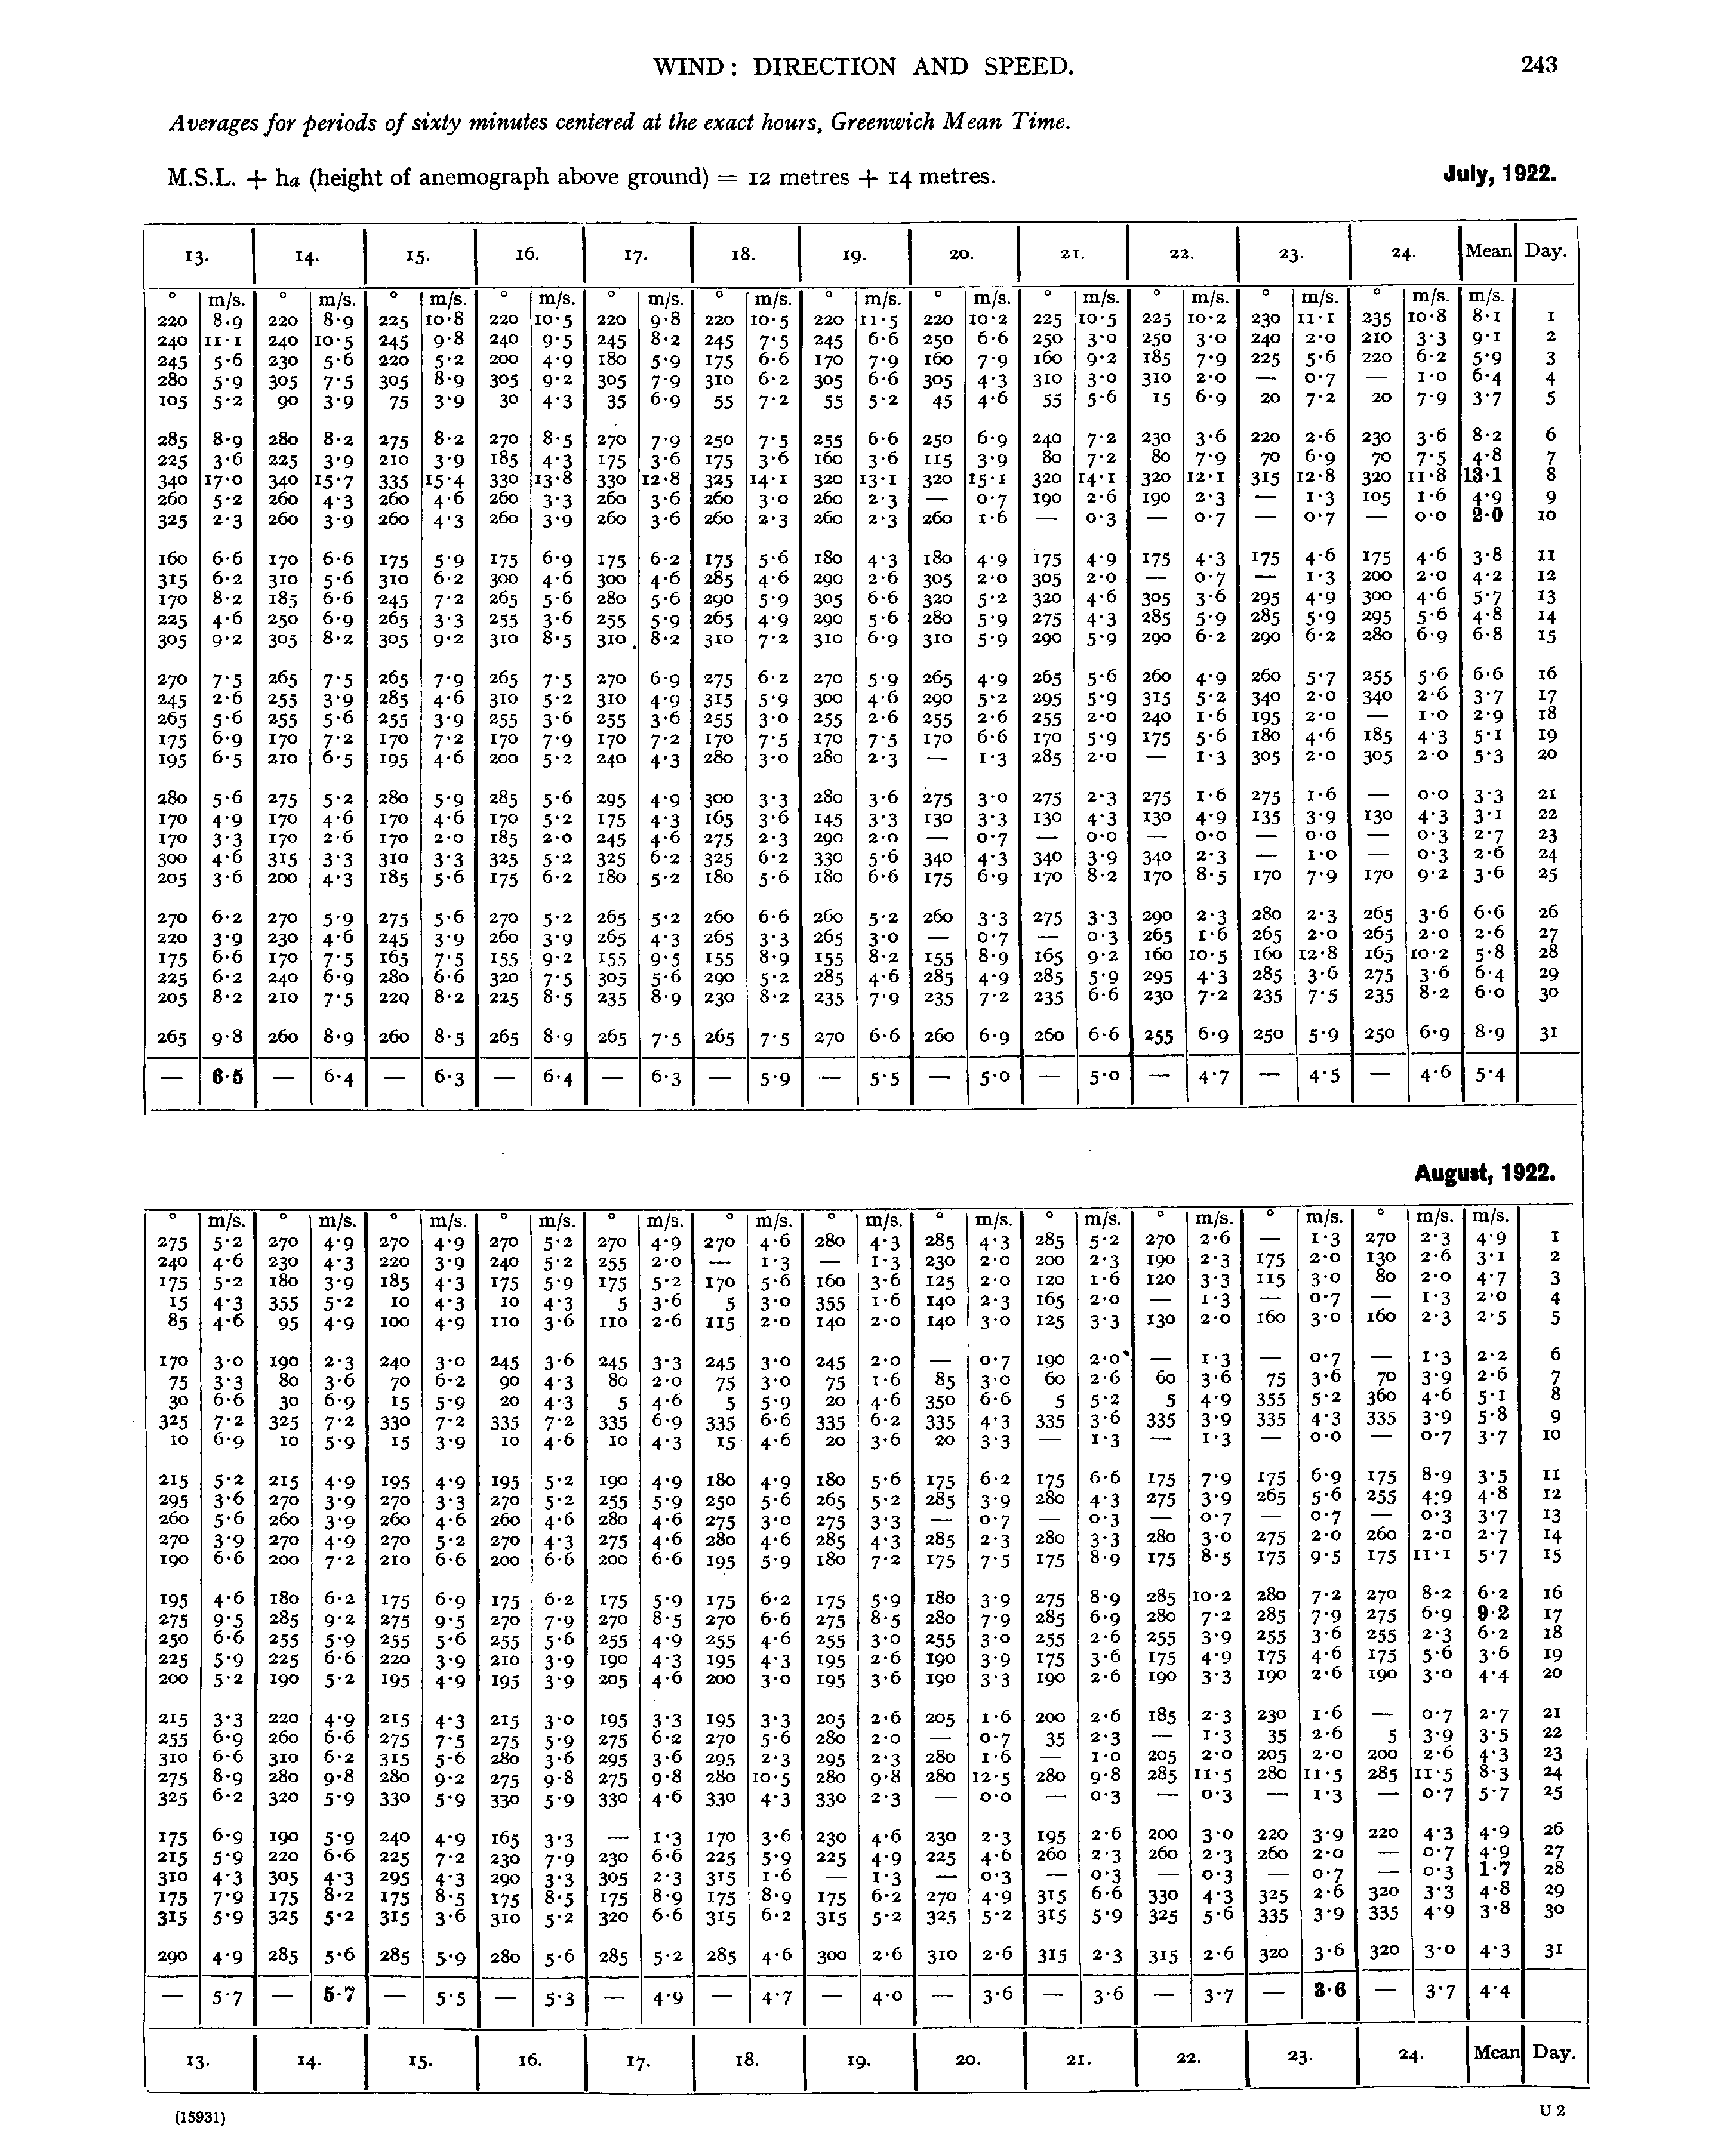 WIND: DIRECTION AND SPEED. 243
Averages for periods of sixty minutes centered at the exact hours, Greenwich Mean Time.
M.S.L. + ha (height of anemograph above ground) = 12 metres + 14 metres. July, 1922.
13. 14. 15. 16. 17. 18. 19. 20. 21. 22. 23. 24. Mean Day.
° m/s. ° m/s. ° m/s. ° m/s. ° m/s. ° m/s. ° m/s. ° m/s. ° m/s. ° m/s. ° m/s. ° m/s. m/s.
220 8·9 220 8·9 225 10·8 220 10·5 220 9·8 220 10·5 220 11·5 220 10·2 225 10·5 225 10·2 230 11·1 235 10·8 8·1 1
240 11·1 240 10·5 245 9·8 240 9·5 245 8·2 245 7·5 245 6·6 250 6·6 250 3·0 250 3·0 240 2·0 210 3·3 9·1 2
245 5·6 230 5·6 220 5·2 200 4·9 180 5·9 175 6·6 170 7·9 160 7·9 160 9·2 185 7·9 225 5·6 220 6·2 5·9 3
280 5·9 305 7·5 305 8·9 305 9·2 305 7·9 310 6·2 305 6·6 305 4·3 310 3·0 310 2·0 — 0·7 — 1·0 6·4 4
105 5·2 90 3·9 75 3·9 30 4·3 35 6·9 55 7·2 55 5·2 45 4·6 55 5·6 15 6·9 20 7·2 20 7·9 3·7 5
285 8·9 280 8·2 275 8·2 270 8·5 270 7·9 250 7·5 255 6·6 250 6·9 240 7·2 230 3·6 220 2·6 230 3·6 8·2 6
225 3·6 225 3·9 210 3·9 185 4·3 175 3·6 175 3·6 160 3·6 115 3·9 80 7·2 80 7·9 70 6·9 70 7·5 4·8 7
340 17·0 340 15·7 335 15·4 330 13·8 330 12·8 325 14·1 320 13·1 320 15·1 320 14·1 320 12·1 315 12·8 320 11·8 13·1 8
260 5·2 260 4·3 260 4·6 260 3·3 260 3·6 260 3·0 260 2·3 — 0·7 190 2·6 190 2·3 — 1·3 105 1·6 4·9 9
325 2·3 260 3·9 260 4·3 260 3·9 260 3·6 260 2·3 260 2·3 260 1·6 — 0·3 — 0·7 — 0·7 — 0·0 2·0 10
160 6·6 170 6·6 175 5·9 175 6·9 175 6·2 175 5·6 180 4·3 180 4·9 175 4·9 175 4·3 175 4·6 175 4·6 3·8 11
315 6·2 310 5·6 310 6·2 300 4·6 300 4·6 285 4·6 290 2·6 305 2·0 305 2·0 — 0·7 — 1·3 200 2·0 4·2 12
170 8·2 185 6·6 245 7·2 265 5·6 280 5·6 290 5·9 305 6·6 320 5·2 320 4·6 305 3·6 295 4·9 300 4·6 5·7 13
225 4·6 250 6·9 265 3·3 255 3·6 255 5·9 265 4·9 290 5·6 280 5·9 275 4·3 285 5·9 285 5·9 295 5·6 4·8 14
305 9·2 305 8·2 305 9·2 310 8·5 310 8·2 310 7·2 310 6·9 310 5·9 290 5·9 290 6·2 290 6·2 280 6·9 6·8 15
270 7·5 265 7·5 265 7·9 265 7·5 270 6·9 275 6·2 270 5·9 265 4·9 265 5·6 260 4·9 260 5·7 255 5·6 6·6 16
245 2·6 255 3·9 285 4·6 310 5·2 310 4·9 315 5·9 300 4·6 290 5·2 295 5·9 315 5·2 340 2·0 340 2·6 3·7 17
265 5·6 255 5·6 255 3·9 255 3·6 255 3·6 255 3·0 255 2·6 255 2·6 255 2·0 240 1·6 195 2·0 — 1·0 2·9 18
175 6·9 170 7·2 170 7·2 170 7·9 170 7·2 170 7·5 170 7·5 170 6·6 170 5·9 175 5·6 180 4·6 185 4·3 5·1 19
195 6·5 210 6·5 195 4·6 200 5·2 240 4·3 280 3·0 280 2·3 — 1·3 285 2·0 — 1·3 305 2·0 305 2·0 5·3 20
280 5·6 275 5·2 280 5·9 285 5·6 295 4·9 300 3·3 280 3·6 275 3·0 275 2·3 275 1·6 275 1·6 — 0·0 3·3 21
170 4·9 170 4·6 170 4·6 170 5·2 175 4·3 165 3·6 145 3·3 130 3·3 130 4·3 130 4·9 135 3·9 130 4·3 3·1 22
170 3·3 170 2·6 170 2·0 185 2·0 245 4·6 275 2·3 290 2·0 — 0·7 — 0·0 — 0·0 — 0·0 — 0·3 2·7 23
300 4·6 315 3·3 310 3·3 325 5·2 325 6·2 325 6·2 330 5·6 340 4·3 340 3·9 340 2·3 — 1·0 — 0·3 2·6 24
205 3·6 200 4·3 185 5·6 175 6·2 180 5·2 180 5·6 180 6·6 175 6·9 170 8·2 170 8·5 170 7·9 170 9·2 3·6 25
270 6·2 270 5·9 275 5·6 270 5·2 265 5·2 260 6·6 260 5·2 260 3·3 275 3·3 290 2·3 280 2·3 265 3·6 6·6 26
220 3·9 230 4·6 245 3·9 260 3·9 265 4·3 265 3·3 265 3·0 — 0·7 — 0·3 265 1·6 265 2·0 265 2·0 2·6 27
175 6·6 170 7·5 165 7·5 155 9·2 155 9·5 155 8·9 155 8·2 155 8·9 165 9·2 160 10·5 160 12·8 165 10·2 5·8 28
225 6·2 240 6·9 280 6·6 320 7·5 305 5·6 290 5·2 285 4·6 285 4·9 285 5·9 295 4·3 285 3·6 275 3·6 6·4 29
205 8·2 210 7·5 220 8·2 225 8·5 235 8·9 230 8·2 235 7·9 235 7·2 235 6·6 230 7·2 235 7·5 235 8·2 6·0 30
265 9·8 260 8·9 260 8·5 265 8·9 265 7·5 265 7·5 270 6·6 260 6·9 260 6·6 255 6·9 250 5·9 250 6·9 8·9 31
— 6·5 — 6·4 — 6·3 — 6·4 — 6·3 — 5·9 — 5·5 — 5·0 — 5·0 — 4·7 — 4·5 — 4·6 5·4
August, 1922.
° m/s. ° m/s. ° m/s. ° m/s. ° m/s. ° m/s. ° m/s. ° m/s. ° m/s. ° m/s. ° m/s. ° m/s. m/s.
275 5·2 270 4·9 270 4·9 270 5·2 270 4·9 270 4·6 280 4·3 285 4·3 285 5·2 270 2·6 — 1·3 270 2·3 4·9 1
240 4·6 230 4·3 220 3·9 240 5·2 255 2·0 — 1·3 — 1·3 230 2·0 200 2·3 190 2·3 175 2·0 130 2·6 3·1 2
175 5·2 180 3·9 185 4·3 175 5·9 175 5·2 170 5·6 160 3·6 125 2·0 120 1·6 120 3·3 115 3·0 80 2·0 4·7 3
15 4·3 355 5·2 10 4·3 10 4·3 5 3·6 5 3·0 355 1·6 140 2·3 165 2·0 — 1·3 — 0·7 — 1·3 2·0 4
85 4·6 95 4·9 100 4·9 110 3·6 110 2·6 115 2·0 140 2·0 140 3·0 125 3·3 130 2·0 160 3·0 160 2·3 2·5 5
170 3·0 190 2·3 240 3·0 245 3·6 245 3·3 245 3·0 245 2·0 — 0·7 190 2·0 — 1·3 — 0·7 — 1·3 2·2 6
75 3·3 80 3·6 70 6·2 90 4·3 80 2·0 75 3·0 75 1·6 85 3·0 60 2·6 60 3·6 75 3·6 70 3·9 2·6 7
30 6·6 30 6·9 15 5·9 20 4·3 5 4·6 5 5·9 20 4·6 350 6·6 5 5·2 5 4·9 355 5·2 360 4·6 5·1 8
325 7·2 325 7·2 330 7·2 335 7·2 335 6·9 335 6·6 335 6·2 335 4·3 335 3·6 335 3·9 335 4·3 335 3·9 5·8 9
10 6·9 10 5·9 15 3·9 10 4·6 10 4·3 15 4·6 20 3·6 20 3·3 — 1·3 — 1·3 — 0·0 — 0·7 3·7 10
215 5·2 215 4·9 195 4·9 195 5·2 190 4·9 180 4·9 180 5·6 175 6·2 175 6·6 175 7·9 175 6·9 175 8·9 3·5 11
295 3·6 270 3·9 270 3·3 270 5·2 255 5·9 250 5·6 265 5·2 285 3·9 280 4·3 275 3·9 265 5·6 255 4·9 4·8 12
260 5·6 260 3·9 260 4·6 260 4·6 280 4·6 275 3·0 275 3·3 — 0·7 — 0·3 — 0·7 — 0·7 — 0·3 3·7 13
270 3·9 270 4·9 270 5·2 270 4·3 275 4·6 280 4·6 285 4·3 285 2·3 280 3·3 280 3·0 275 2·0 260 2·0 2·7 14
190 6·6 200 7·2 210 6·6 200 6·6 200 6·6 195 5·9 180 7·2 175 7·5 175 8·9 175 8·5 175 9·5 175 11·1 5·7 15
195 4·6 180 6·2 175 6·9 175 6·2 175 5·9 175 6·2 175 5·9 180 3·9 275 8·9 285 10·2 280 7·2 270 8·2 6·2 16
275 9·5 285 9·2 275 9·5 270 7·9 270 8·5 270 6·6 275 8·5 280 7·9 285 6·9 280 7·2 285 7·9 275 6·9 9·2 17
250 6·6 255 5·9 255 5·6 255 5·6 255 4·9 255 4·6 255 3·0 255 3·0 255 2·6 255 3·9 255 3·6 255 2·3 6·2 18
225 5·9 225 6·6 220 3·9 210 3·9 190 4·3 195 4·3 195 2·6 190 3·9 175 3·6 175 4·9 175 4·6 175 5·6 3·6 19
200 5·2 190 5·2 195 4·9 195 3·9 205 4·6 200 3·0 195 3·6 190 3·3 190 2·6 190 3·3 190 2·6 190 3·0 4·4 20
215 3·3 220 4·9 215 4·3 215 3·0 195 3·3 195 3·3 205 2·6 205 1·6 200 2·6 185 2·3 230 1·6 — 0·7 2·7 21
255 6·9 260 6·6 275 7·5 275 5·9 275 6·2 270 5·6 280 2·0 — 0·7 35 2·3 — 1·3 35 2·6 5 3·9 3·5 22
310 6·6 310 6·2 315 5·6 280 3·6 295 3·6 295 2·3 295 2·3 280 1·6 — 1·0 205 2·0 205 2·0 200 2·6 4·3 23
275 8·9 280 9·8 280 9·2 275 9·8 275 9·8 280 10·5 280 9·8 280 12·5 280 9·8 285 11·5 280 11·5 285 11·5 8·3 24
325 6·2 320 5·9 330 5·9 330 5·9 330 4·6 330 4·3 330 2·3 — 0·0 — 0·3 — 0·3 — 1·3 — 0·7 5·7 25
175 6·9 190 5·9 240 4·9 165 3·3 — 1·3 170 3·6 230 4·6 230 2·3 195 2·6 200 3·0 220 3·9 220 4·3 4·9 26
215 5·9 220 6·6 225 7·2 230 7·9 230 6·6 225 5·9 225 4·9 225 4·6 260 2·3 260 2·3 260 2·0 — 0·7 4·9 27
310 4·3 305 4·3 295 4·3 290 3·3 305 2·3 315 1·6 — 1·3 — 0·3 — 0·3 — 0·3 — 0·7 — 0·3 1·7 28
175 7·9 175 8·2 175 8·5 175 8·5 175 8·9 175 8·9 175 6·2 270 4·9 315 6·6 330 4·3 325 2·6 320 3·3 4·8 29
315 5·9 325 5·2 315 3·6 310 5·2 320 6·6 315 6·2 315 5·2 325 5·2 315 5·9 325 5·6 335 3·9 335 4·9 3·8 30
290 4·9 285 5·6 285 5·9 280 5·6 285 5·2 285 4·6 300 2·6 310 2·6 315 2·3 315 2·6 320 3·6 320 3·0 4·3 31
— 5·7 — 5·7 — 5·5 — 5·3 — 4·9 — 4·7 — 4·0 — 3·6 — 3·6 — 3·7 — 3·6 — 3·7 4·4
13. 14. 15. 16. 17. 18. 19. 20. 21. 22. 23. 24. Mean Day.
(15931) U 2